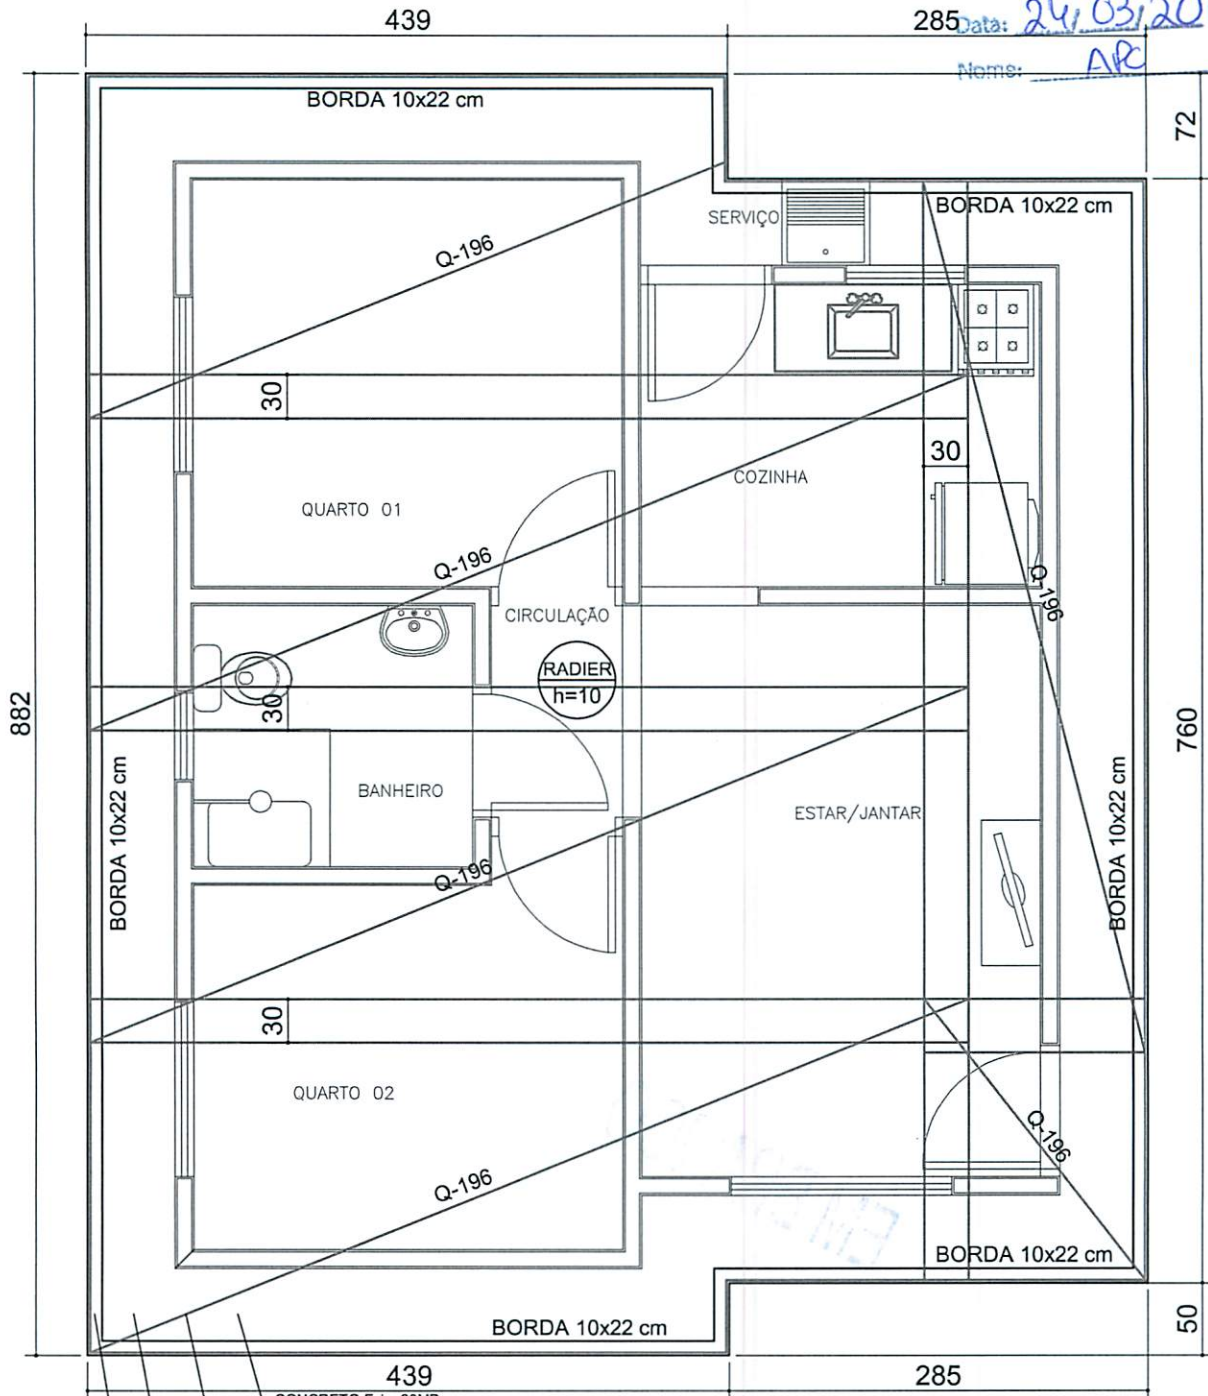 439
285
Data: 24/03/20
Nome: APC
BORDA 10x22 cm
72
SERVIÇO
BORDA 10x22 cm
Q-196
30
30
COZINHA
QUARTO 01
Q-196
Q-196
CIRCULAÇÃO
RADIER
h=10
882
30
760
BANHEIRO
ESTAR/JANTAR
BORDA 10x22 cm
BORDA 10x22 cm
Q-196
30
QUARTO 02
Q-196
Q-196
BORDA 10x22 cm
BORDA 10x22 cm
50
439
285